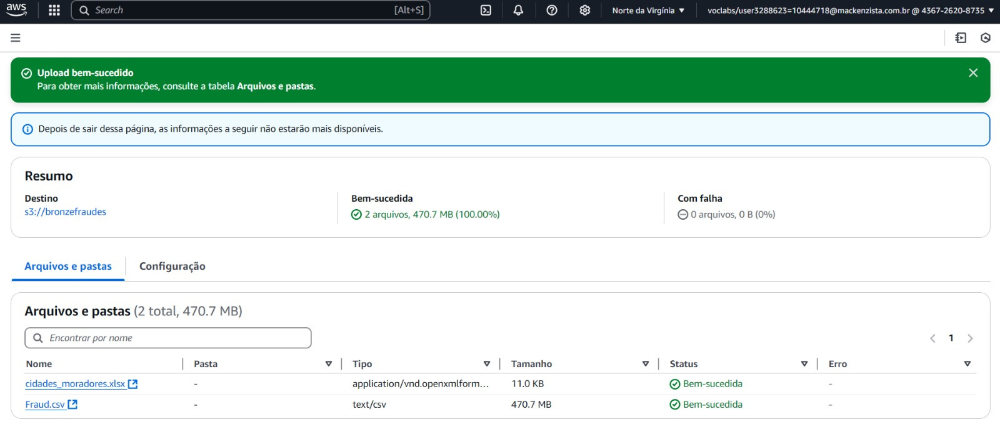 aws
Search [Alt+S] Norte da Virgínia voclabs/user3288623=10444718@mackenzista.com.br @ 4367-2620-8735
Upload bem-sucedido
Para obter mais informações, consulte a tabela Arquivos e pastas.
Depois de sair dessa página, as informações a seguir não estarão mais disponíveis.
Resumo
Destino Bem-sucedida Com falha
s3://bronzefraudes 2 arquivos, 470.7 MB (100.00%) 0 arquivos, 0 B (0%)
Arquivos e pastas Configuração
Arquivos e pastas (2 total, 470.7 MB)
Encontrar por nome 1
Nome Pasta Tipo Tamanho Status Erro
cidades_moradores.xlsx - application/vnd.openxmlform... 11.0 KB Bem-sucedida -
Fraud.csv - text/csv 470.7 MB Bem-sucedida -